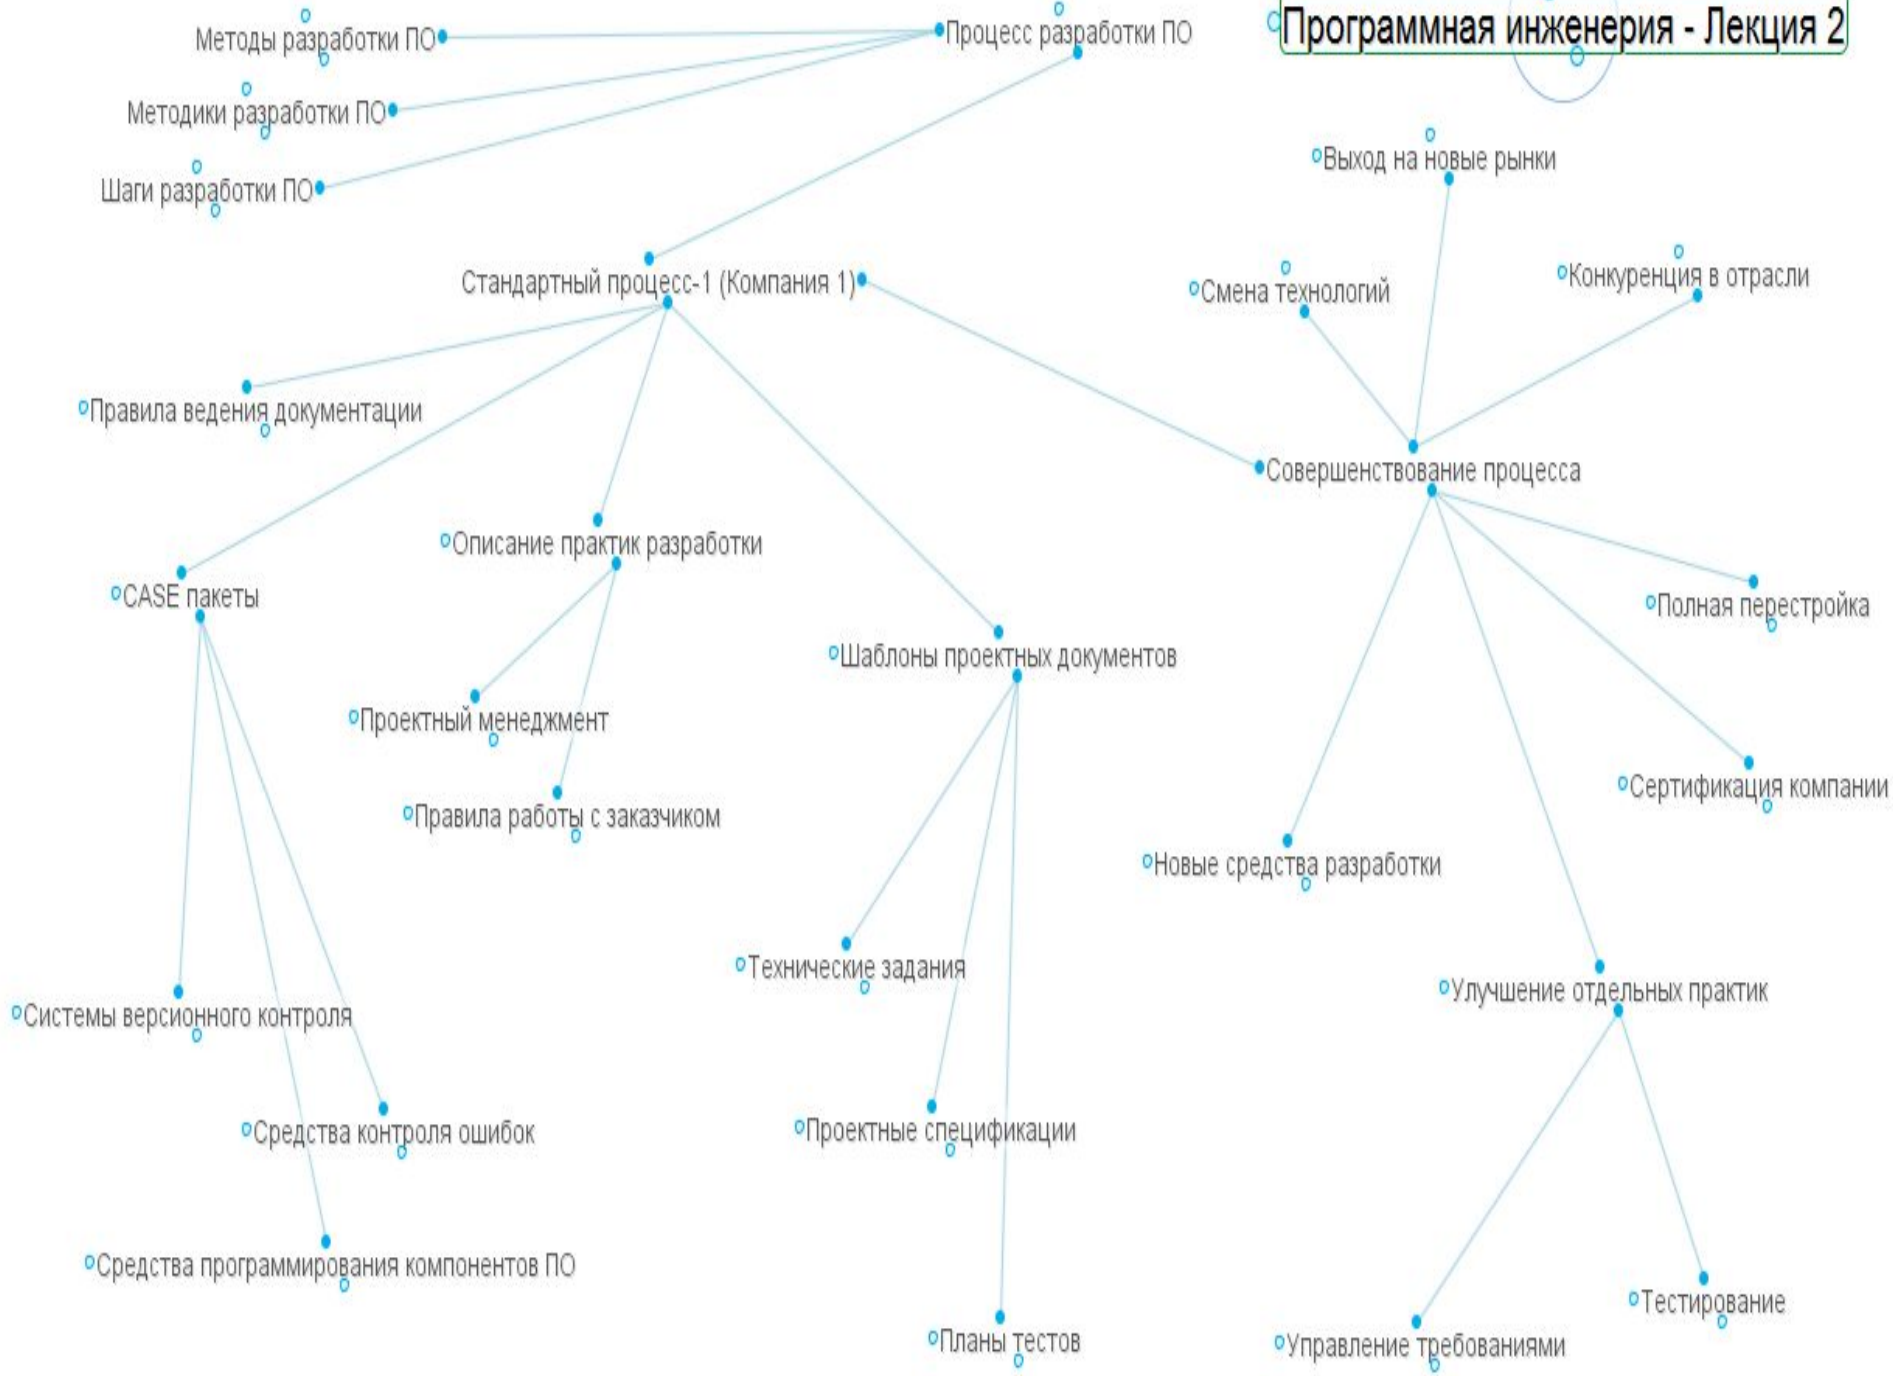 Программная инженерия - Лекция 2
Процесс разработки ПО
Методы разработки ПО
Методики разработки ПО
Шаги разработки ПО
Выход на новые рынки
Стандартный процесс-1 (Компания 1)
Смена технологий
Конкуренция в отрасли
Правила ведения документации
Совершенствование процесса
Описание практик разработки
CASE пакеты
Полная перестройка
Шаблоны проектных документов
Проектный менеджмент
Сертификация компании
Правила работы с заказчиком
Новые средства разработки
Технические задания
Улучшение отдельных практик
Системы версионного контроля
Средства контроля ошибок
Проектные спецификации
Средства программирования компонентов ПО
Тестирование
Планы тестов
Управление требованиями